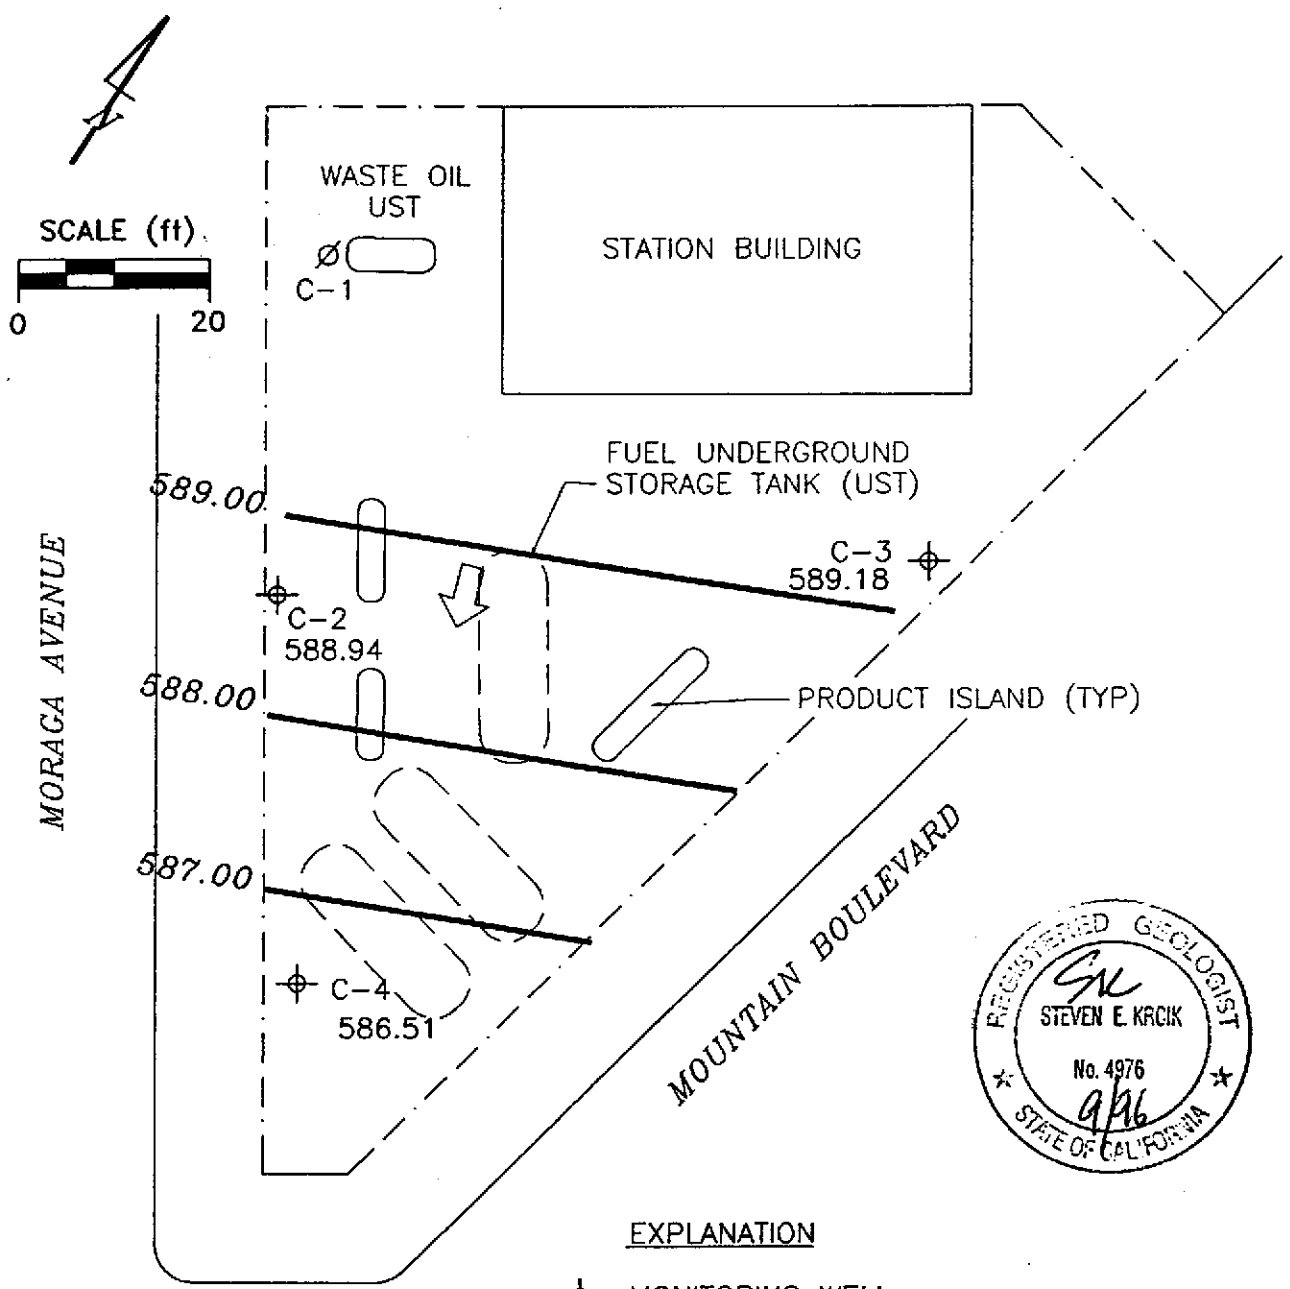 N
SCALE (ft)
0 20
WASTE OIL
UST
C-1
STATION BUILDING
FUEL UNDERGROUND
STORAGE TANK (UST)
589.00
C-3
589.18
MORAGA AVENUE
C-2
588.94
588.00
PRODUCT ISLAND (TYP)
587.00
C-4
586.51
MOUNTAIN BOULEVARD
REGISTERED GEOLOGIST
STEVEN E. KRCIK
No. 4976
9/96
STATE OF CALIFORNIA
EXPLANATION
MONITORING WELL